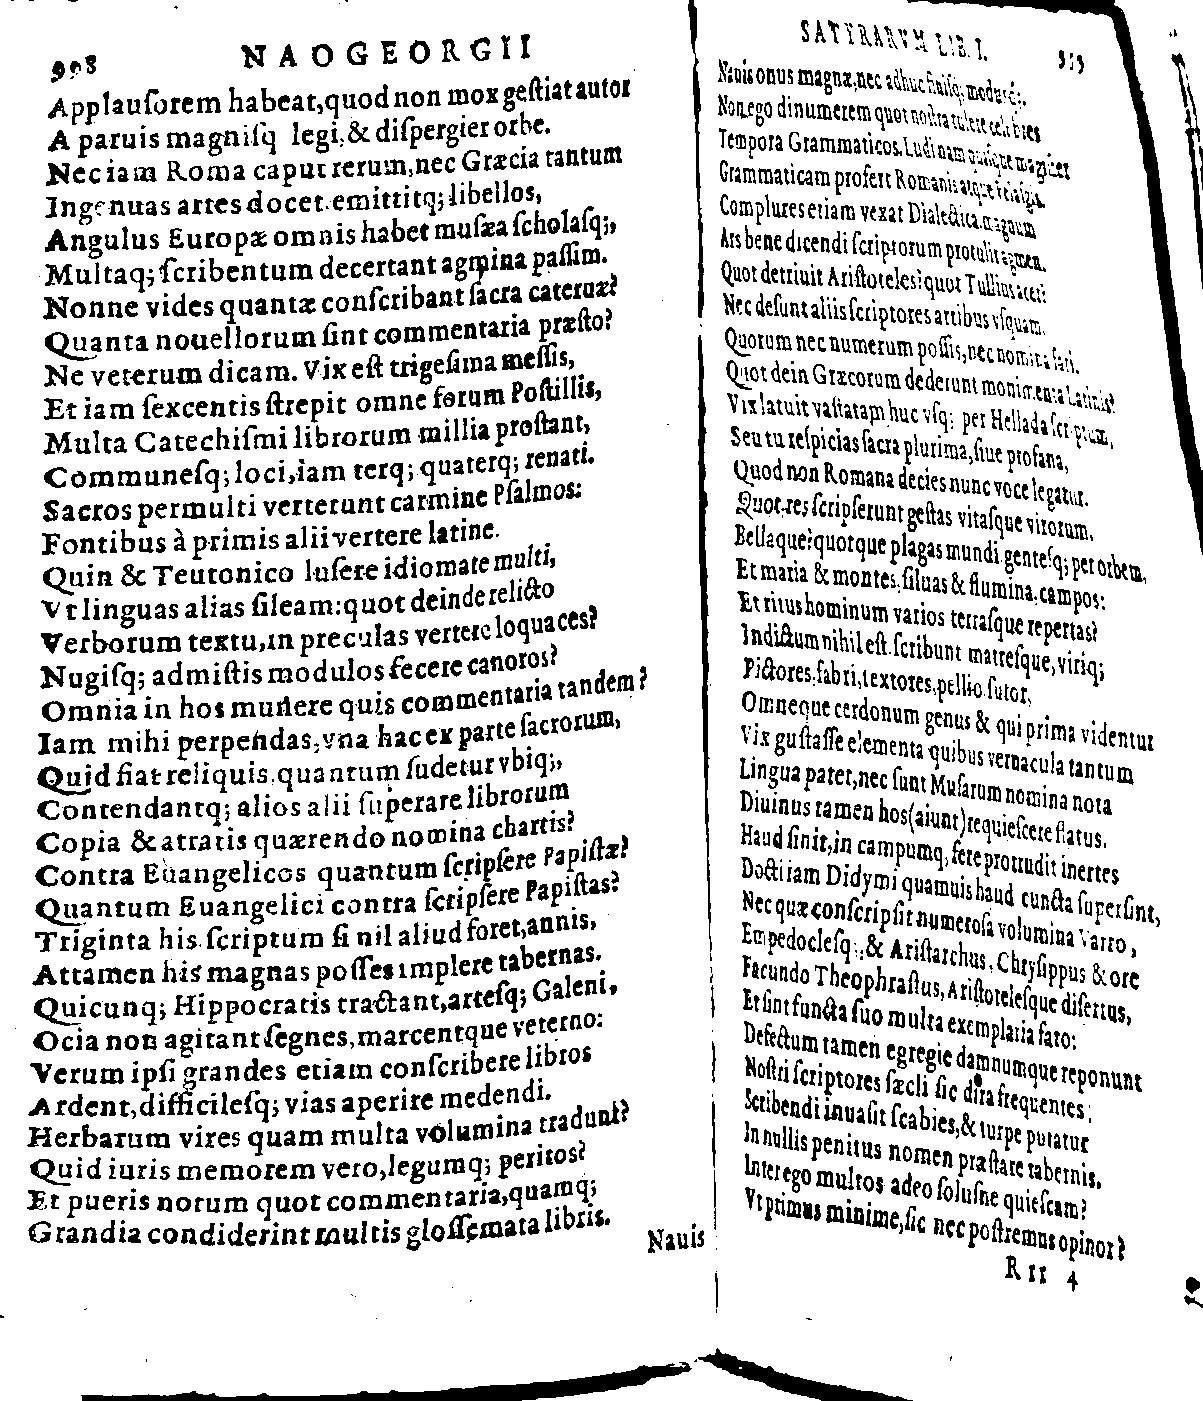 998 NAOGEORGII
Applauſorem habeat,quod non mox geſtiat autor
A paruis magniſq legi,& diſpergier orbe.
Nec iam Roma caput rerum,nec Græcia tantum
Ingenuas artes docet.emittitq; libellos,
Angulus Europæ omnis habet muſæa ſcholaſq;,
Multaq; ſcribentum decertant agmina paſſim.
Nonne vides quantæ conſcribant ſacra cateruæ?
Quanta nouellorum ſint commentaria præſto?
Ne veterum dicam. Vix eſt trigeſima meſſis,
Et iam ſexcentis ſtrepit omne forum Poſtillis,
Multa Catechiſmi librorum millia proſtant,
Communeſq; loci,iam terq; quaterq; renati.
Sacros permulti verterunt carmine Pſalmos:
Fontibus à primis alii vertere latine.
Quin & Teutonico luſere idiomate multi,
Vt linguas alias ſileam:quot deinde relicto
Verborum textu,in preculas vertere loquaces?
Nugiſq; admiſtis modulos fecere canoros?
Omnia in hos munere quis commentaria tandem?
Iam mihi perpendas,vna hac ex parte ſacrorum,
Quid fiat reliquis.quantum ſudetur vbiq;,
Contendantq; alios alii ſuperare librorum
Copia & atratis quærendo nomina chartis?
Contra Euangelicos quantum ſcripſere Papiſtæ?
Quantum Euangelici contra ſcripſere Papiſtas?
Triginta his ſcriptum ſi nil aliud foret,annis,
Attamen his magnas poſſes implere tabernas.
Quicunq; Hippocratis tractant,arteſq; Galeni,
Ocia non agitant ſegnes,marcentque veterno:
Verum ipſi grandes etiam conſcribere libros
Ardent,difficileſq; vias aperire medendi.
Herbarum vires quam multa volumina tradunt?
Quid iuris memorem vero,legumq; peritos?
Et pueris notum quot commentaria,quamq;
Grandia condiderint multis gloſſemata libris.
Nauis
SATYRARVM LIB. I.
Nauis onus magnæ,nec adhuc
Non ego dinumerem quot noſtra tulere
Tempora Grammaticos.Ludi nam quiſque magiſter
Grammaticam profert Romanis atque
Complures etiam vexat Dialectica.magnum
Ars bene dicendi ſcriptorum protulit agmen.
Quot detriuit Ariſtoteles?quot Tullius
Nec deſunt aliis ſcriptores artibus vſquam.
Quorum nec numerum poſſis,nec nomina fari.
Quot dein Græcorum dederunt monimenta Latinis?
Vix latuit vaſtatam huc vſq; per Hellada ſcriptum,
Seu tu reſpicias ſacra plurima,ſiue profana,
Quod non Romana decies nunc voce legatur.
Quot res ſcripſerunt geſtas vitaſque virorum,
Bellaque?quotque plagas mundi genteſq; per orbem,
Et maria & montes,ſiluas & flumina,campos:
Et ritus hominum varios terraſque repertas?
Indictum nihil eſt.ſcribunt matreſque,viriq;
Pictores,fabri,textores,pellio.ſutor,
Omneque cerdonum genus & qui prima videntur
Vix guſtaſſe elementa quibus vernacula tantum
Lingua patet,nec ſunt Muſarum nomina nota
Diuinus tamen hos(aiunt)requieſcere flatus.
Haud ſinit,in campumq, fere protrudit inertes
Docti iam Didymi quamuis haud cuncta ſuperſint,
Nec quæ conſcripſit numeroſa volumina Varro,
Empedocleſq;,& Ariſtarchus, Chryſippus & ore
Facundo Theophraſtus,Ariſtoteleſque diſertus,
Et ſint functa ſuo multa exemplaria fato:
Defectum tamen egregie damnumque reponunt
Noſtri ſcriptores ſæcli ſic dira frequentes
Scribendi inuaſit ſcabies,& turpe putatur
In nullis penitus nomen præſtare tabernis.
Inter ego multos adeo ſoluſne quieſcam?
Vt primus minime,ſic nec poſtremus opinor?
Rrr 4